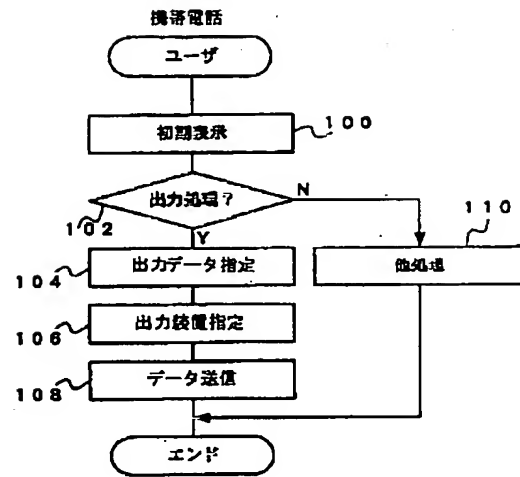 携帯電話
ユーザ
初期表示
100
出力処理?
N
102
Y
110
出力データ指定
104
他処理
出力装置指定
106
データ送信
108
エンド